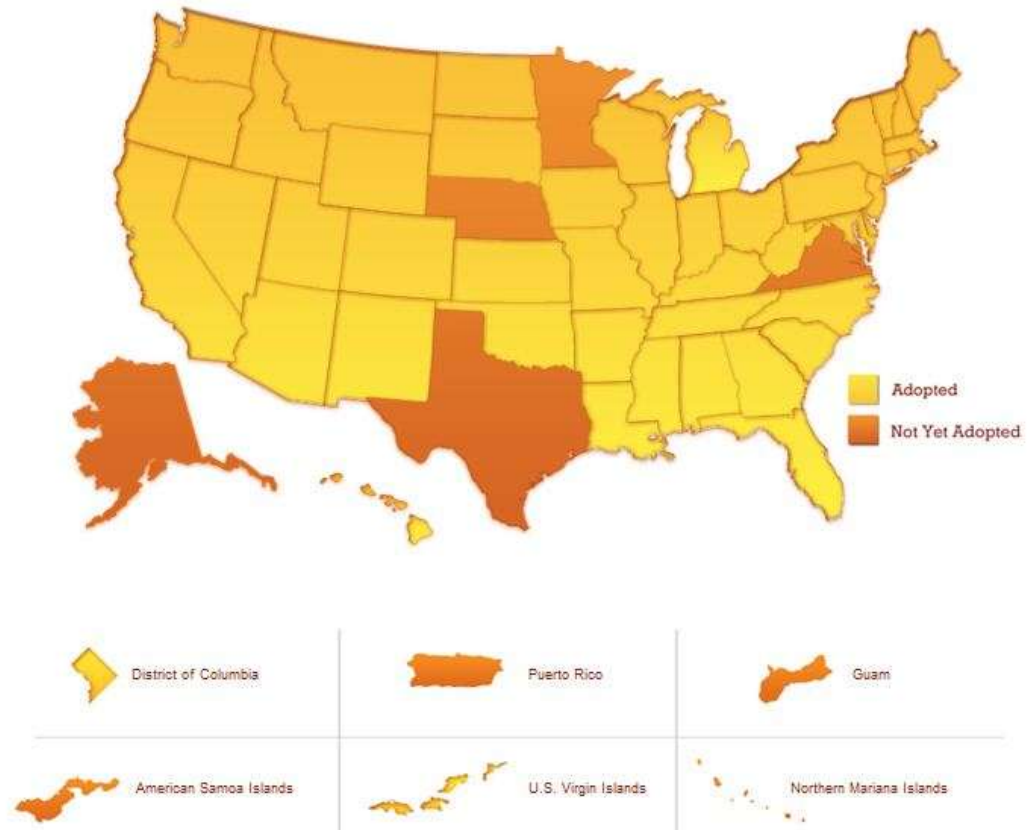 Adopted
Not Yet Adopted
District of Columbia
Puerto Rico
Guam
American Samoa Islands
U.S. Virgin Islands
Northern Mariana Islands